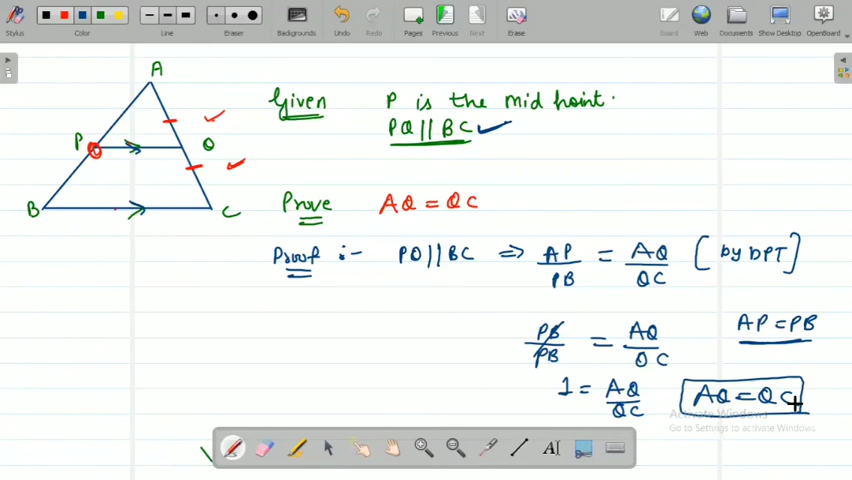 Stylus
Color
Line
Eraser
Backgrounds
Undo
Redo
Pages
Previous
Next
Erase
Board
Web
Documents
Show Desktop
OpenBoard
A
P
Q
B
C
Given P is the mid point.
PQ || BC ✓
Prove AQ = QC
Proof :- PQ || BC ⇒ AP/PB = AQ/QC [by BPT]
PB/PB = AQ/QC AP = PB
1 = AQ/QC AQ = QC
Activate Windows
Go to Settings to activate Windows.